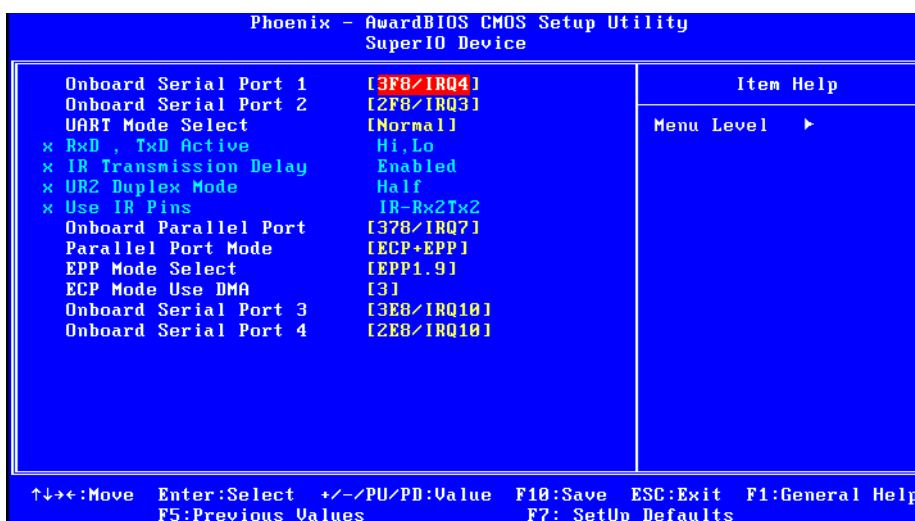 Phoenix - AwardBIOS CMOS Setup Utility
SuperIO Device
Onboard Serial Port 1 [3F8/IRQ4]
Onboard Serial Port 2 [2F8/IRQ3]
UART Mode Select [Normal]
x RxD , TxD Active Hi,Lo
x IR Transmission Delay Enabled
x UR2 Duplex Mode Half
x Use IR Pins IR-Rx2Tx2
Onboard Parallel Port [378/IRQ7]
Parallel Port Mode [ECP+EPP]
EPP Mode Select [EPP1.9]
ECP Mode Use DMA [3]
Onboard Serial Port 3 [3E8/IRQ10]
Onboard Serial Port 4 [2E8/IRQ10]
Item Help
Menu Level ►
↑↓→←:Move Enter:Select +/-/PU/PD:Value F10:Save ESC:Exit F1:General Help
F5:Previous Values F7: SetUp Defaults